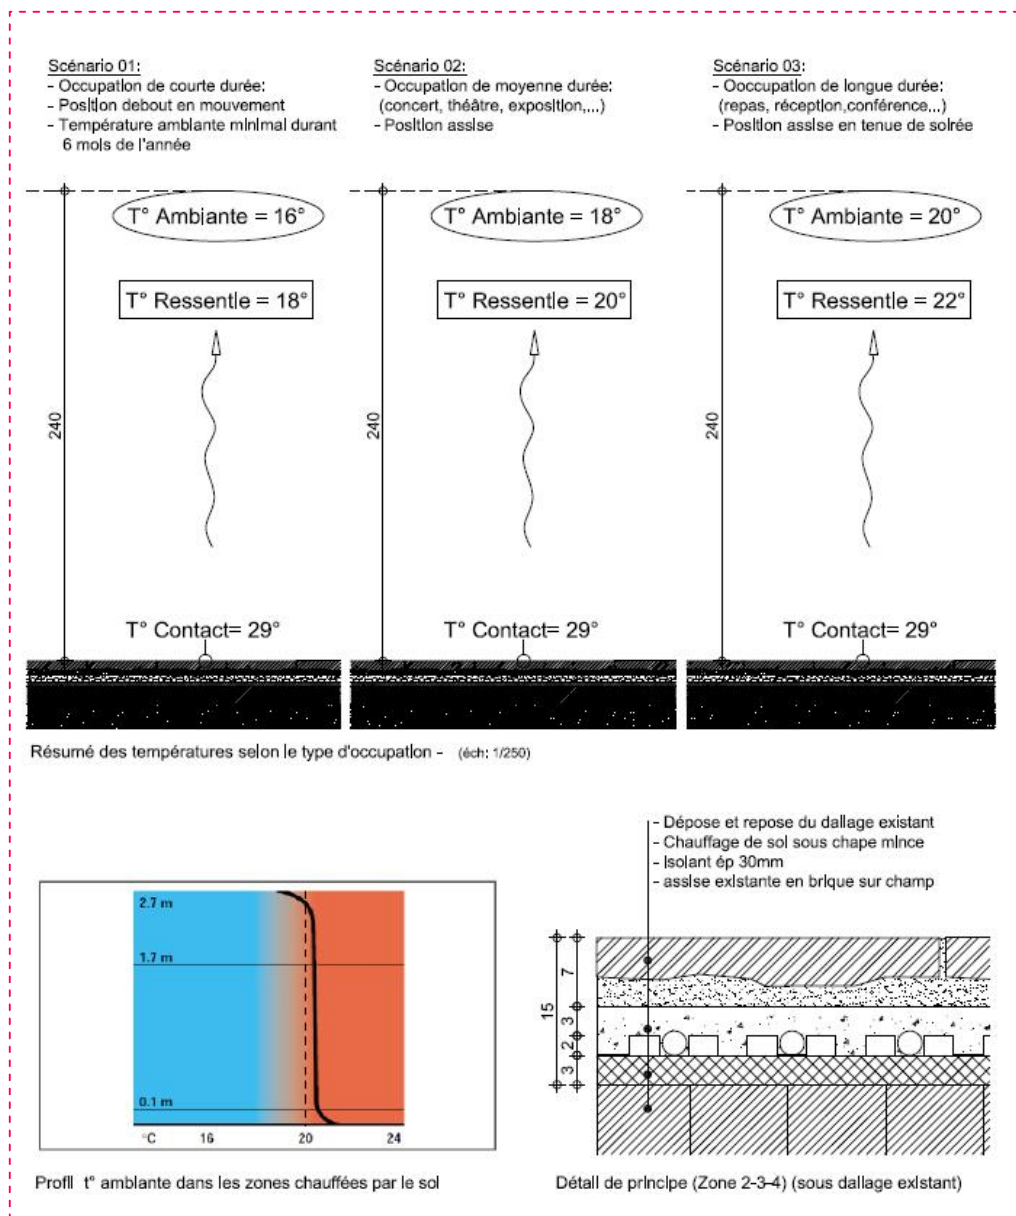 Scénario 01:
- Occupation de courte durée:
- Position debout en mouvement
- Température ambiante minimal durant
6 mois de l'année
Scénario 02:
- Occupation de moyenne durée:
(concert, théâtre, exposition,...)
- Position assise
Scénario 03:
- Ooccupation de longue durée:
(repas, réception,conférence,..)
- Position assise en tenue de soirée
T° Ambiante = 16°
T° Ressentie = 18°
240
T° Contact= 29°
T° Ambiante = 18°
T° Ressentie = 20°
240
T° Contact= 29°
T° Ambiante = 20°
T° Ressentie = 22°
240
T° Contact= 29°
Résumé des températures selon le type d'occupation - (éch: 1/250)
2.7 m
1.7 m
0.1 m
°C 16 20 24
Profil t° ambiante dans les zones chauffées par le sol
- Dépose et repose du dallage existant
- Chauffage de sol sous chape mince
- Isolant ép 30mm
- assise existante en brique sur champ
15
7
3
2
3
Détail de principe (Zone 2-3-4) (sous dallage existant)